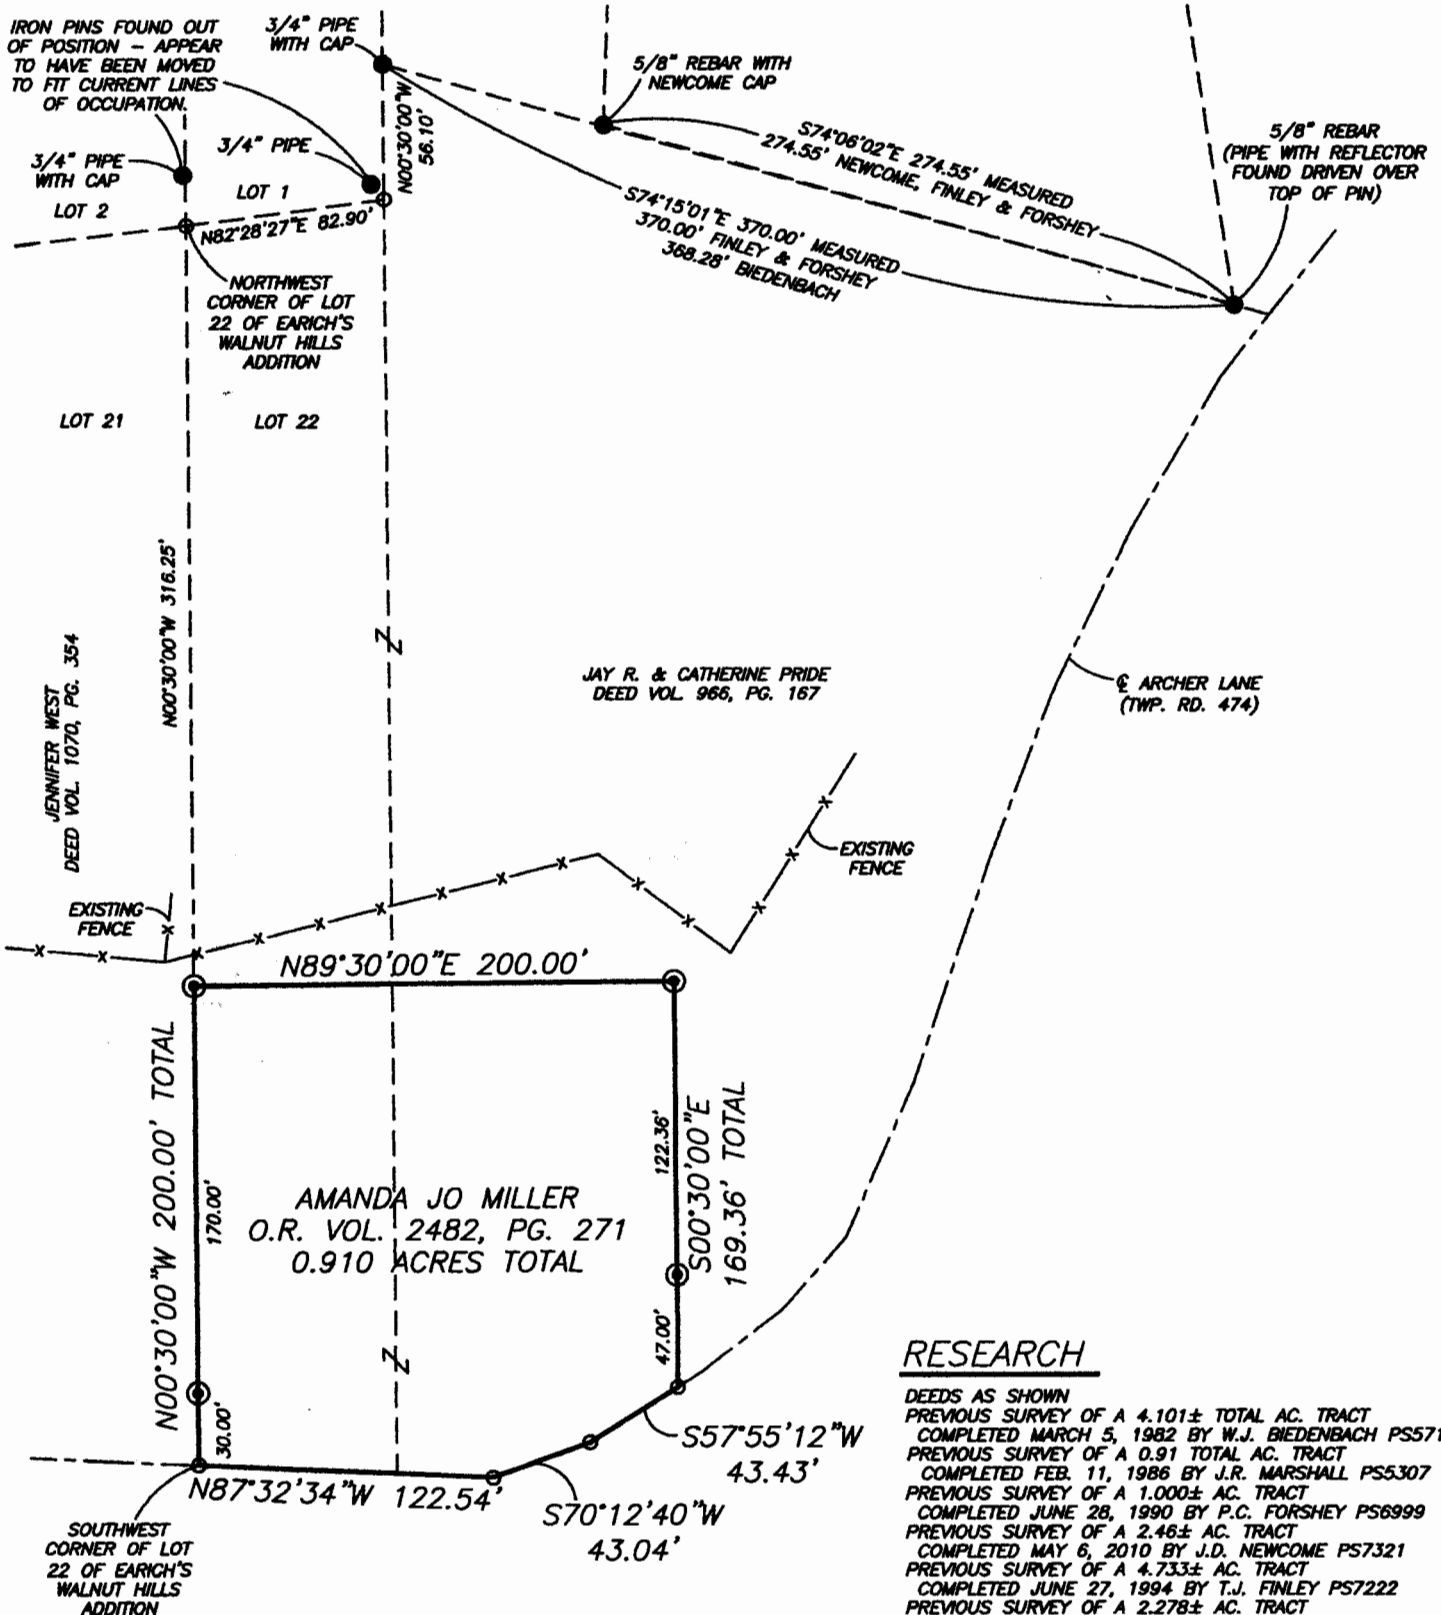 IRON PINS FOUND OUT
OF POSITION - APPEAR
TO HAVE BEEN MOVED
TO FIT CURRENT LINES
OF OCCUPATION.
3/4" PIPE
WITH CAP
5/8" REBAR WITH
NEWCOME CAP
N00°30'00"W
56.10'
3/4" PIPE
WITH CAP
3/4" PIPE
LOT 1
LOT 2
N82°28'27"E 82.90'
S74°06'02"E 274.55' MEASURED
274.55' NEWCOME, FINLEY & FORSHEY
S74°15'01"E 370.00' MEASURED
370.00' FINLEY & FORSHEY
368.28' BIEDENBACH
5/8" REBAR
(PIPE WITH REFLECTOR
FOUND DRIVEN OVER
TOP OF PIN)
NORTHWEST
CORNER OF LOT
22 OF EARICH'S
WALNUT HILLS
ADDITION
LOT 21
LOT 22
N00°30'00"W 316.25'
JENNIFER WEST
DEED VOL. 1070, PG. 354
Z
JAY R. & CATHERINE PRIDE
DEED VOL. 966, PG. 167
℄ ARCHER LANE
(TWP. RD. 474)
EXISTING
FENCE
EXISTING
FENCE
N89°30'00"E 200.00'
N00°30'00"W 200.00' TOTAL
170.00'
30.00'
AMANDA JO MILLER
O.R. VOL. 2482, PG. 271
0.910 ACRES TOTAL
122.36'
47.00'
S00°30'00"E
169.36' TOTAL
Z
S57°55'12"W
43.43'
S70°12'40"W
43.04'
N87°32'34"W 122.54'
SOUTHWEST
CORNER OF LOT
22 OF EARICH'S
WALNUT HILLS
ADDITION
RESEARCH
DEEDS AS SHOWN
PREVIOUS SURVEY OF A 4.101± TOTAL AC. TRACT
COMPLETED MARCH 5, 1982 BY W.J. BIEDENBACH PS571
PREVIOUS SURVEY OF A 0.91 TOTAL AC. TRACT
COMPLETED FEB. 11, 1986 BY J.R. MARSHALL PS5307
PREVIOUS SURVEY OF A 1.000± AC. TRACT
COMPLETED JUNE 28, 1990 BY P.C. FORSHEY PS6999
PREVIOUS SURVEY OF A 2.46± AC. TRACT
COMPLETED MAY 6, 2010 BY J.D. NEWCOME PS7321
PREVIOUS SURVEY OF A 4.733± AC. TRACT
COMPLETED JUNE 27, 1994 BY T.J. FINLEY PS7222
PREVIOUS SURVEY OF A 2.278± AC. TRACT